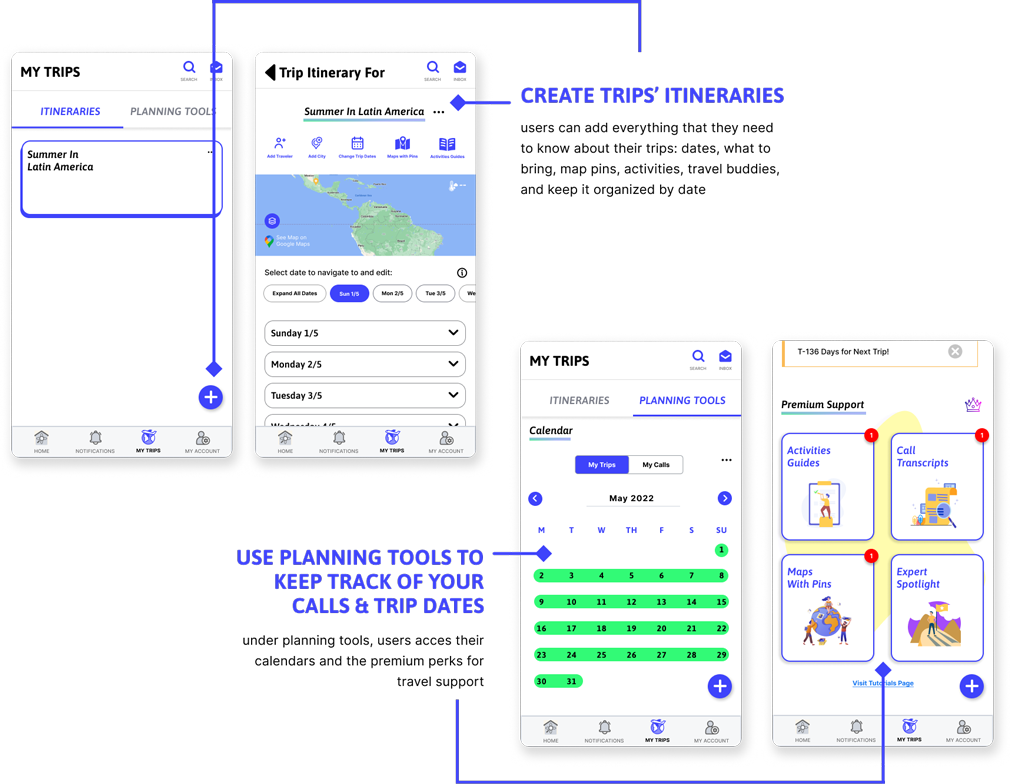 MY TRIPS
SEARCH
INBOX
ITINERARIES
PLANNING TOOLS
Summer In
Latin America
HOME
NOTIFICATIONS
MY TRIPS
MY ACCOUNT
Trip Itinerary For
SEARCH
INBOX
Summer In Latin America
Add Traveler
Add City
Change Trip Dates
Maps with Pins
Activities Guides
See Map on
Google Maps
Select date to navigate to and edit:
Expand All Dates
Sun 1/5
Mon 2/5
Tue 3/5
We
Sunday 1/5
Monday 2/5
Tuesday 3/5
Wednesday 4/5
HOME
NOTIFICATIONS
MY TRIPS
MY ACCOUNT
CREATE TRIPS’ ITINERARIES
users can add everything that they need
to know about their trips: dates, what to
bring, map pins, activities, travel buddies,
and keep it organized by date
USE PLANNING TOOLS TO
KEEP TRACK OF YOUR
CALLS & TRIP DATES
under planning tools, users acces their
calendars and the premium perks for
travel support
MY TRIPS
SEARCH
INBOX
ITINERARIES
PLANNING TOOLS
Calendar
My Trips
My Calls
May 2022
M T W TH F S SU
1
2 3 4 5 6 7 8
9 10 11 12 13 14 15
16 17 18 19 20 21 22
23 24 25 26 27 28 29
30 31
HOME
NOTIFICATIONS
MY TRIPS
MY ACCOUNT
T-136 Days for Next Trip!
Premium Support
1
Activities
Guides
1
Call
Transcripts
1
Maps
With Pins
Expert
Spotlight
Visit Tutorials Page
HOME
NOTIFICATIONS
MY TRIPS
MY ACCOUNT